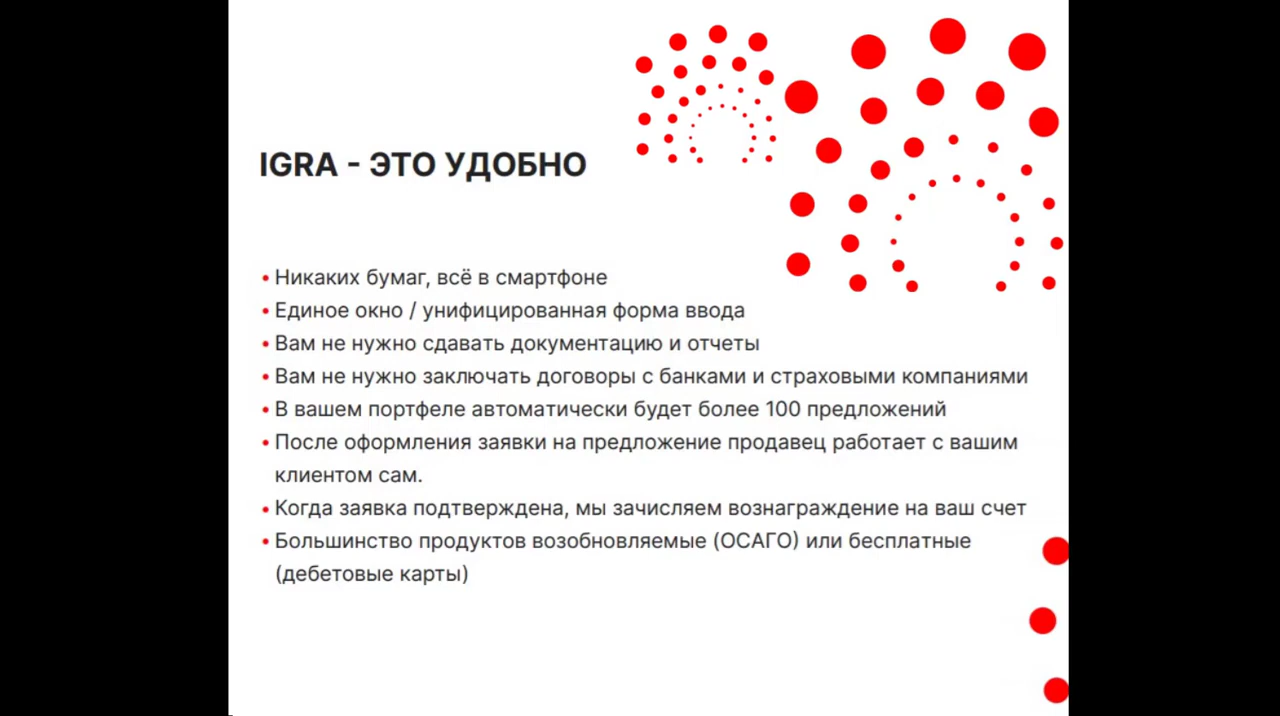 IGRA - ЭТО УДОБНО
• Никаких бумаг, всё в смартфоне
• Единое окно / унифицированная форма ввода
• Вам не нужно сдавать документацию и отчеты
• Вам не нужно заключать договоры с банками и страховыми компаниями
• В вашем портфеле автоматически будет более 100 предложений
• После оформления заявки на предложение продавец работает с вашим
клиентом сам.
• Когда заявка подтверждена, мы зачисляем вознаграждение на ваш счет
• Большинство продуктов возобновляемые (ОСАГО) или бесплатные
(дебетовые карты)